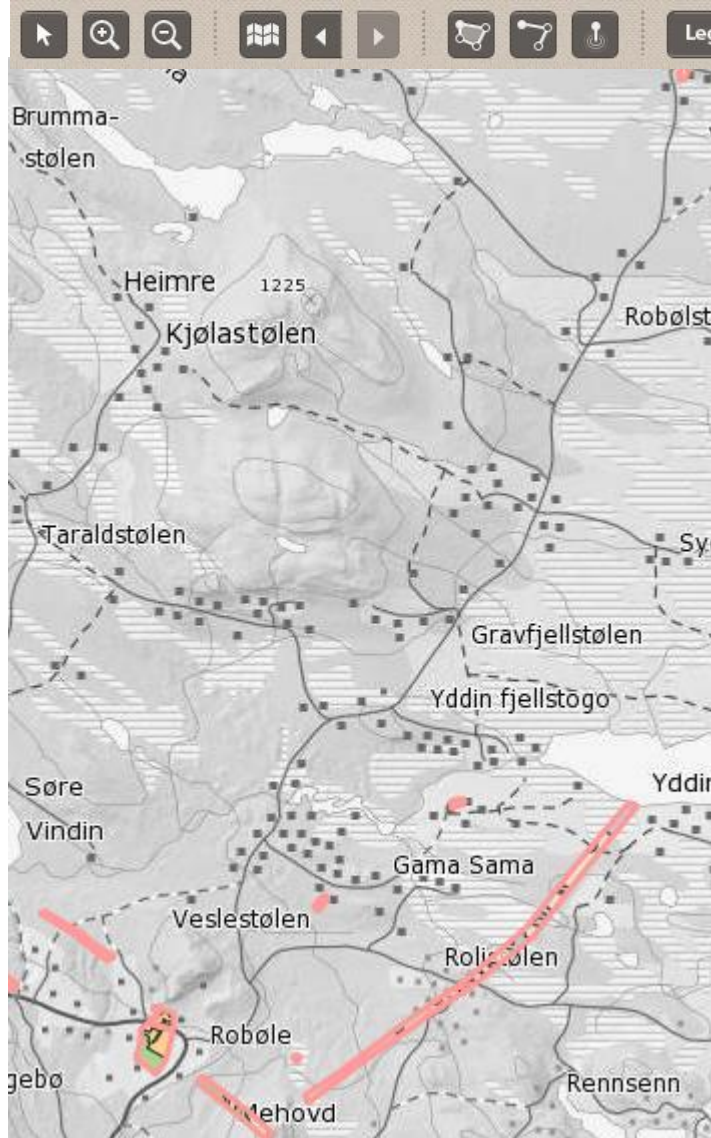 Leg
Brumma-
stølen
Heimre
1225
Kjølastølen
Robølst
Taraldstølen
Sy
Gravfjellstølen
Yddin fjellstogo
Yddin
Søre
Vindin
Gama Sama
Veslestølen
Rolistølen
Robøle
gebø
Rennsenn
Mehovd